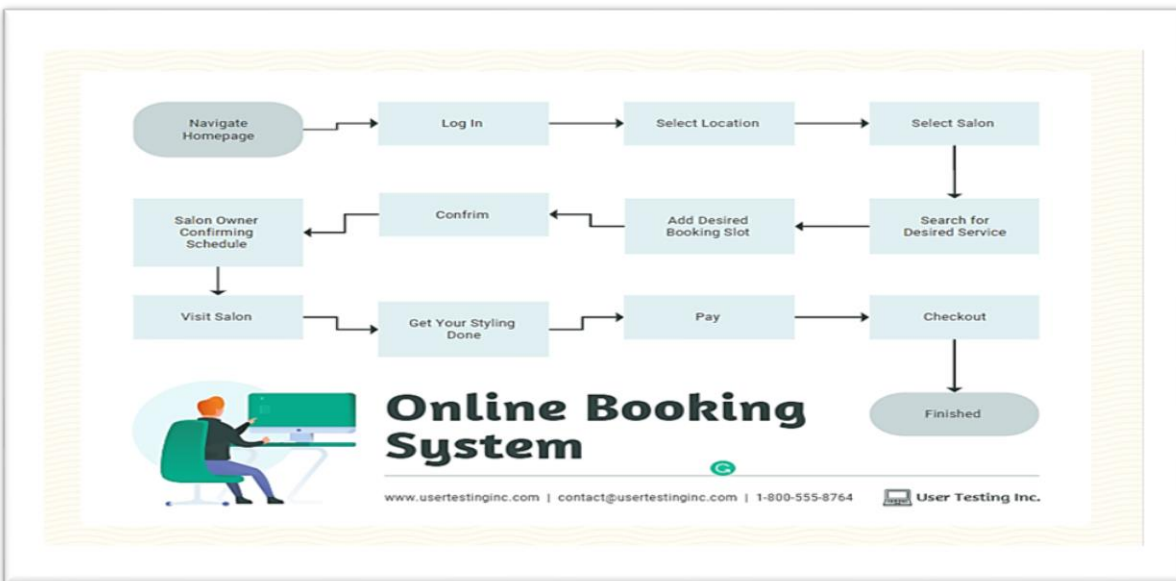 Navigate
Homepage
Log In
Select Location
Select Salon
Search for
Desired Service
Add Desired
Booking Slot
Confrim
Salon Owner
Confirming
Schedule
Visit Salon
Get Your Styling
Done
Pay
Checkout
Finished
Online Booking
System
www.usertestinginc.com | contact@usertestinginc.com | 1-800-555-8764
User Testing Inc.